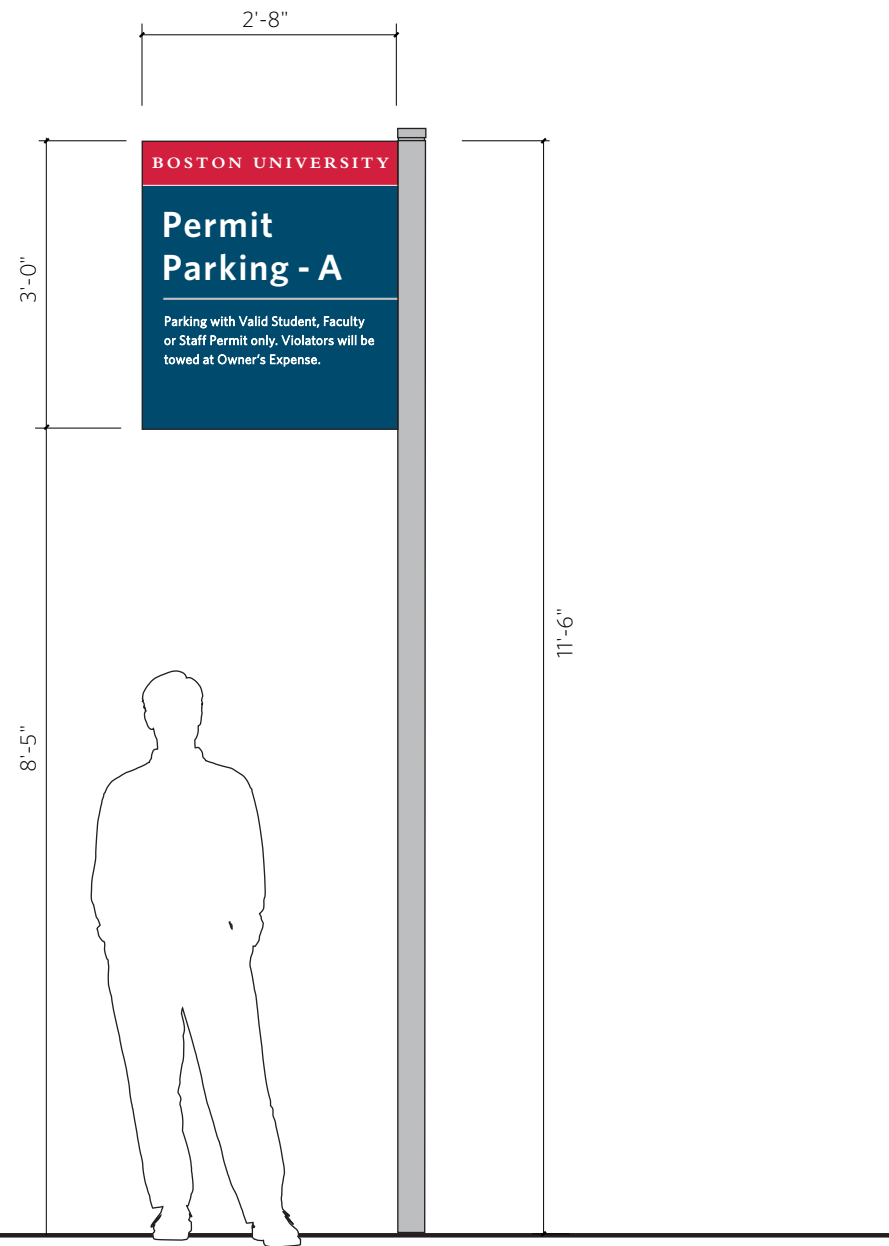 2'-8"
BOSTON UNIVERSITY
Permit
Parking - A
Parking with Valid Student, Faculty
or Staff Permit only. Violators will be
towed at Owner's Expense.
3'-0"
11'-6"
8'-5"